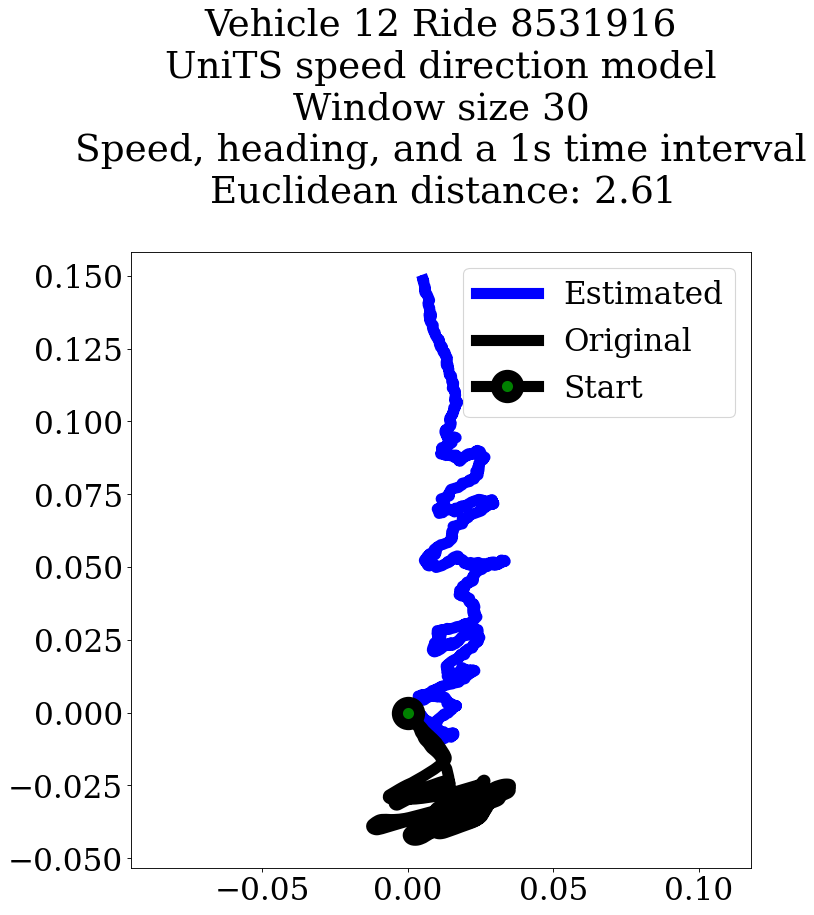 Vehicle 12 Ride 8531916
UniTS speed direction model
Window size 30
Speed, heading, and a 1s time interval
Euclidean distance: 2.61
Estimated
Original
Start
0.150
0.125
0.100
0.075
0.050
0.025
0.000
−0.025
−0.050
−0.05
0.00
0.05
0.10